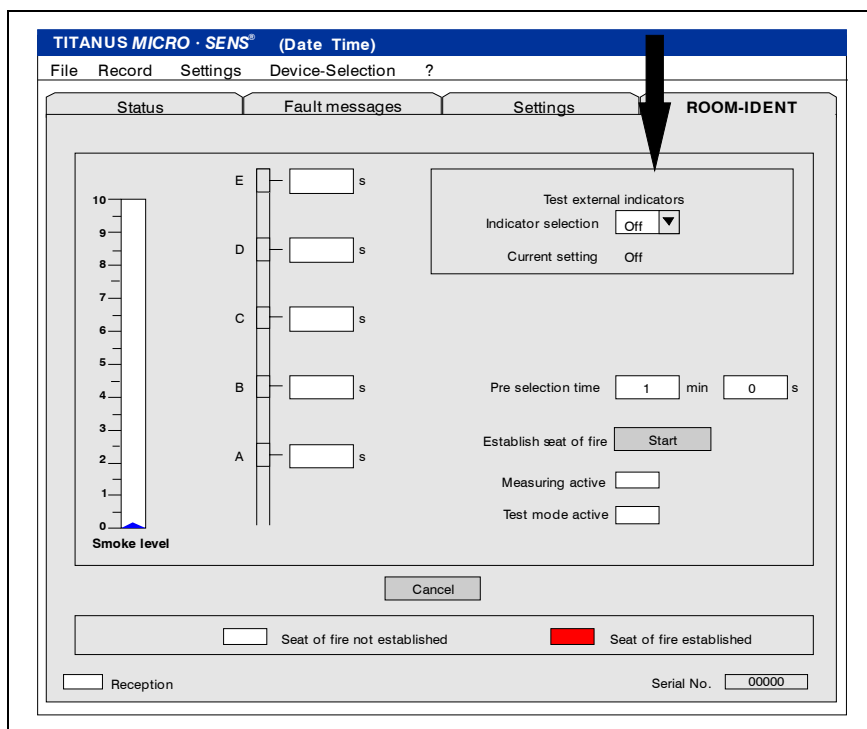 TITANUS MICRO · SENS® (Date Time)
File Record Settings Device-Selection ?
Status Fault messages Settings ROOM-IDENT
Test external indicators
Indicator selection Off
Current setting Off
10
9
8
7
6
5
4
3
2
1
0
Smoke level
E s
D s
C s
B s
A s
Pre selection time 1 min 0 s
Establish seat of fire Start
Measuring active
Test mode active
Cancel
Seat of fire not established Seat of fire established
Reception Serial No. 00000